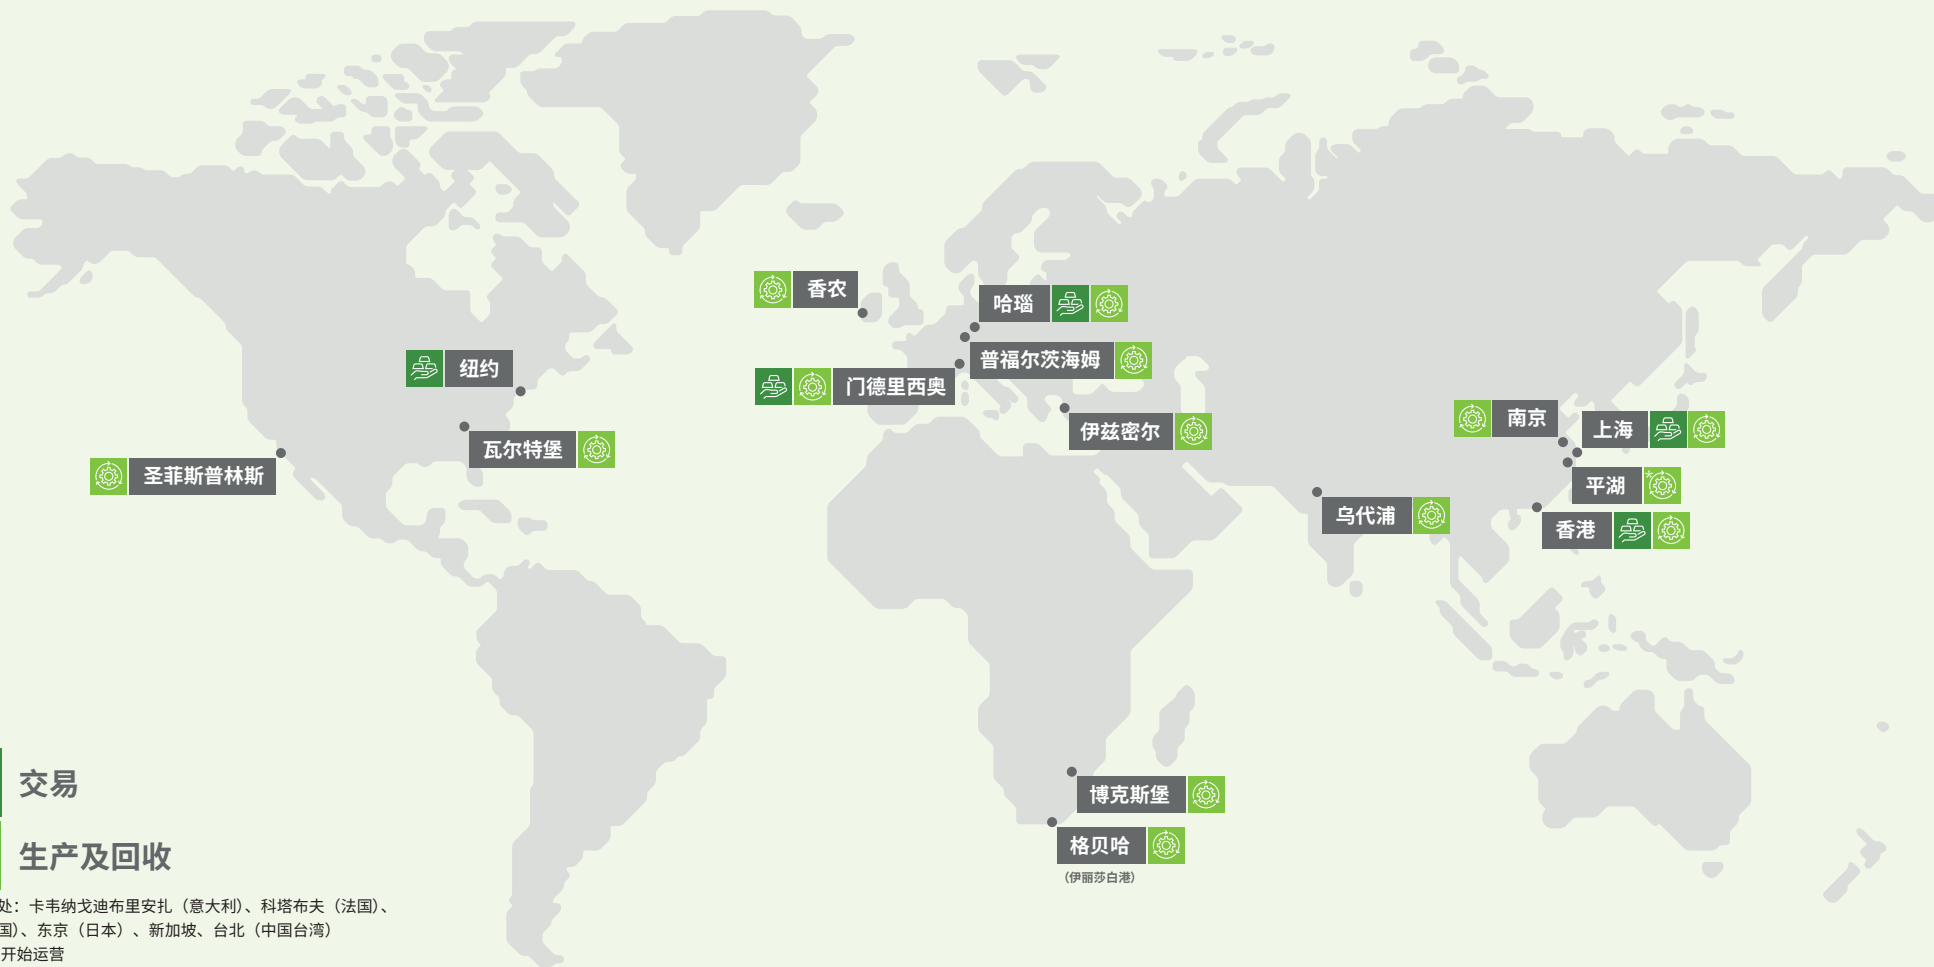 香农
哈瑙
普福尔茨海姆
纽约
门德里西奥
伊兹密尔
南京
上海
瓦尔特堡
圣菲斯普林斯
平湖
乌代浦
香港
交易
博克斯堡
生产及回收
格贝哈
（伊丽莎白港）
处：卡韦纳戈迪布里安扎（意大利）、科塔布夫（法国）、
国）、东京（日本）、新加坡、台北（中国台湾）
开始运营